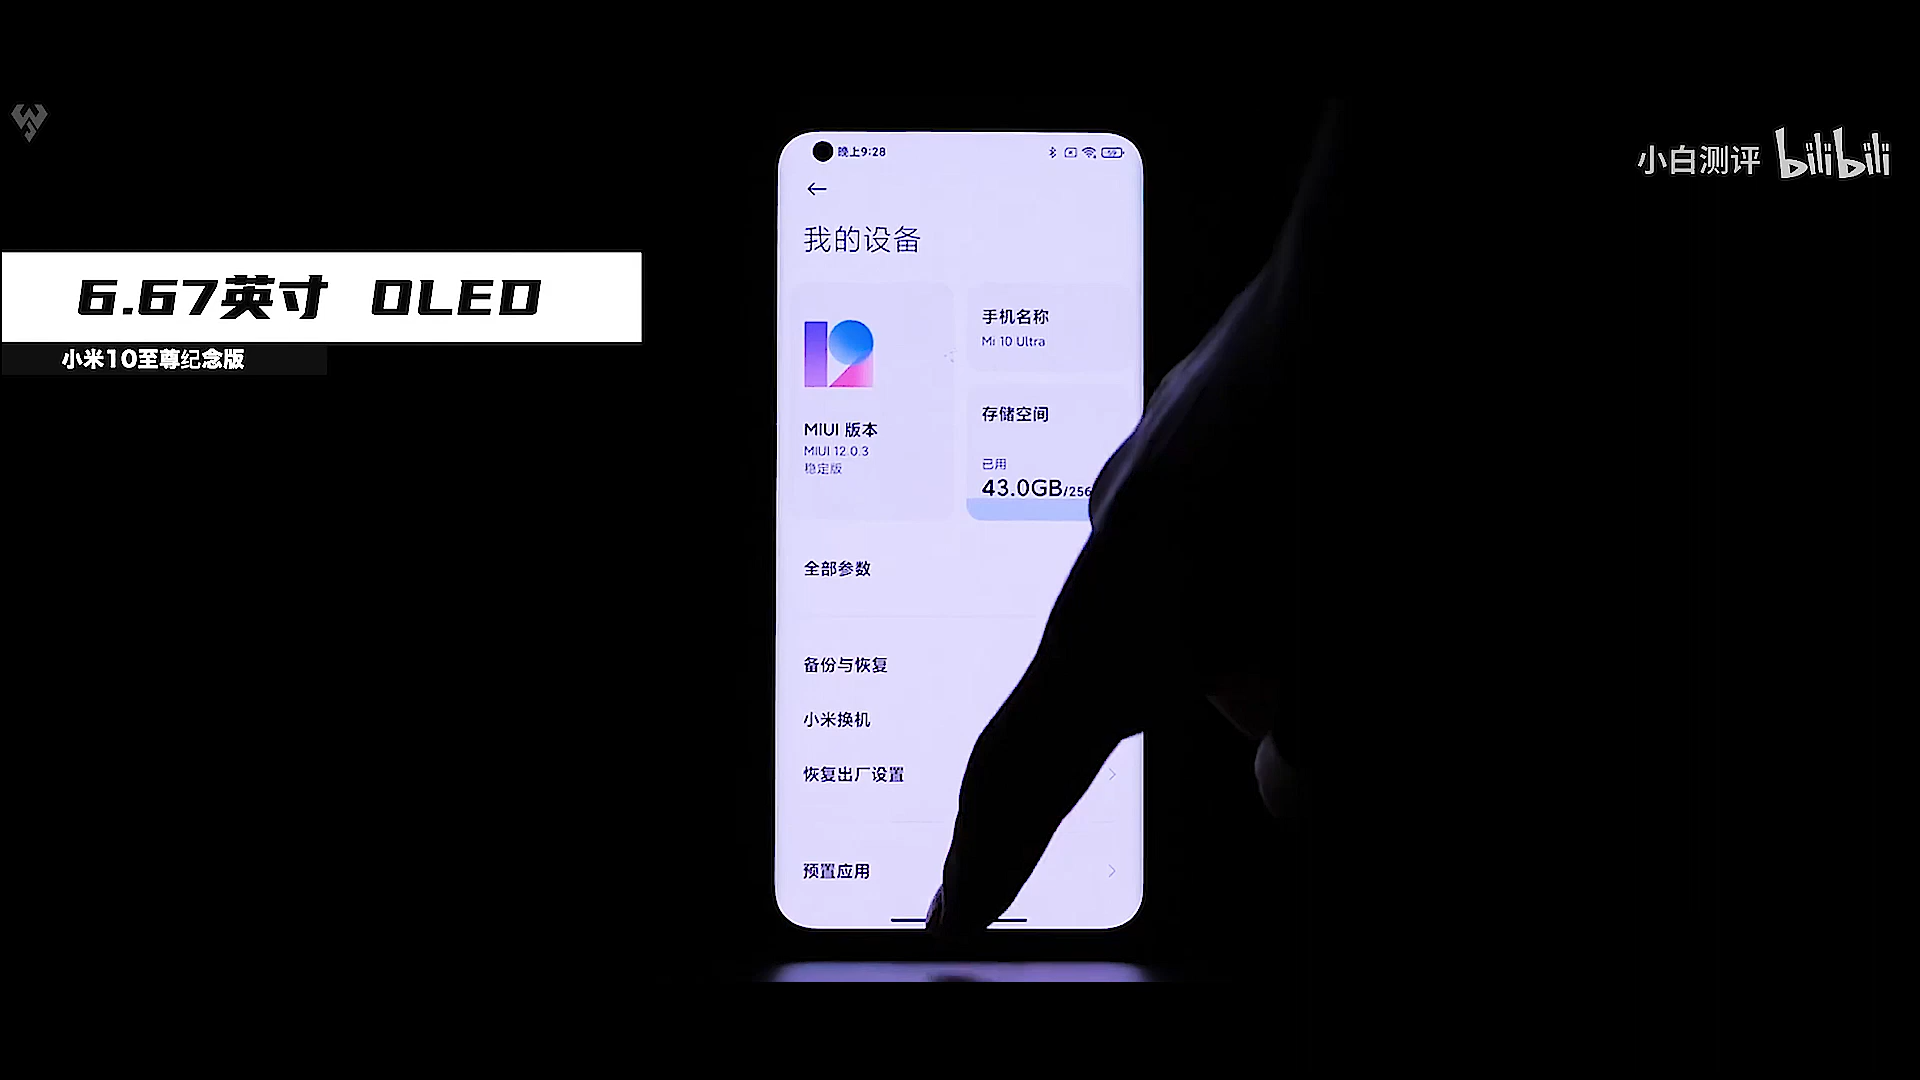 小白测评 bilibili
6.67英寸 OLED
小米10至尊纪念版
晚上9:28
我的设备
手机名称
Mi 10 Ultra
MIUI 版本
MIUI 12.0.3
稳定版
存储空间
已用
43.0GB/256
全部参数
备份与恢复
小米换机
恢复出厂设置
预置应用